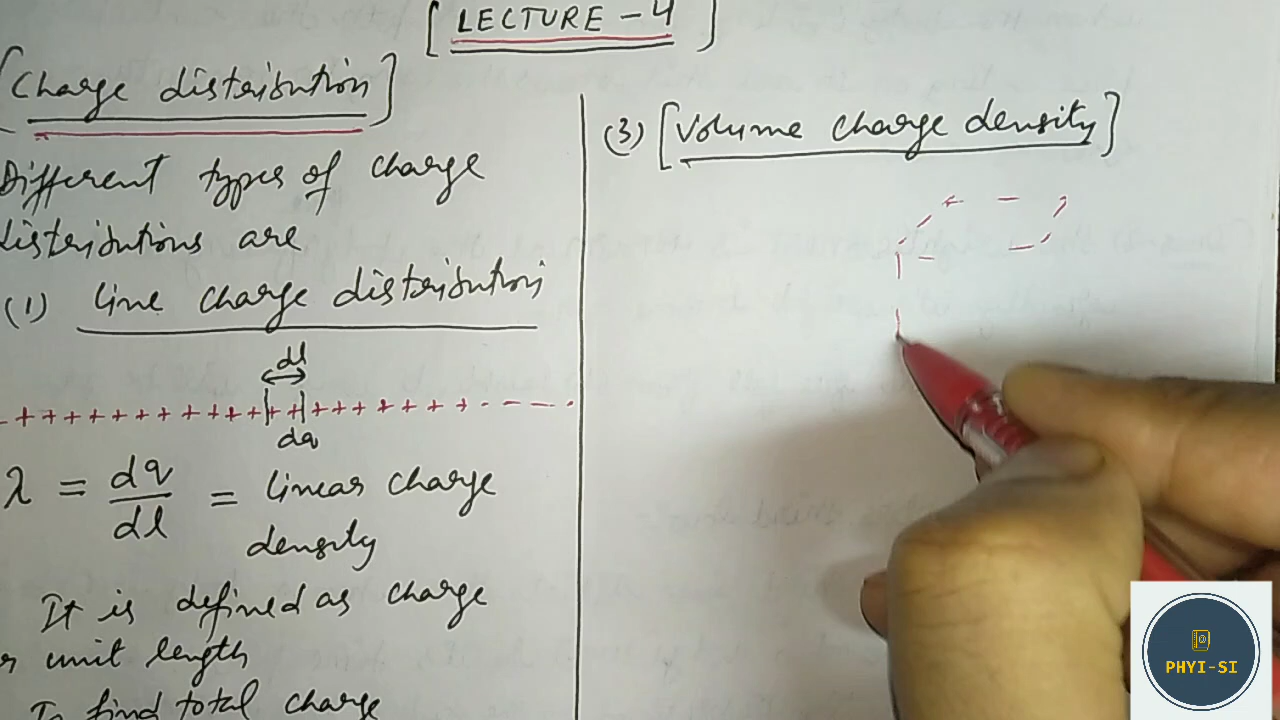 [LECTURE - 4]
[Charge distribution]
Different types of charge
distributions are
(1) line charge distribution
dl
+ + + + + + + + + + + + + + + + + + + + + - - - -
dq
λ = dq/dl = linear charge
density
It is defined as charge
unit length
To find total charge
(3) [Volume charge density]
PHYI-SI